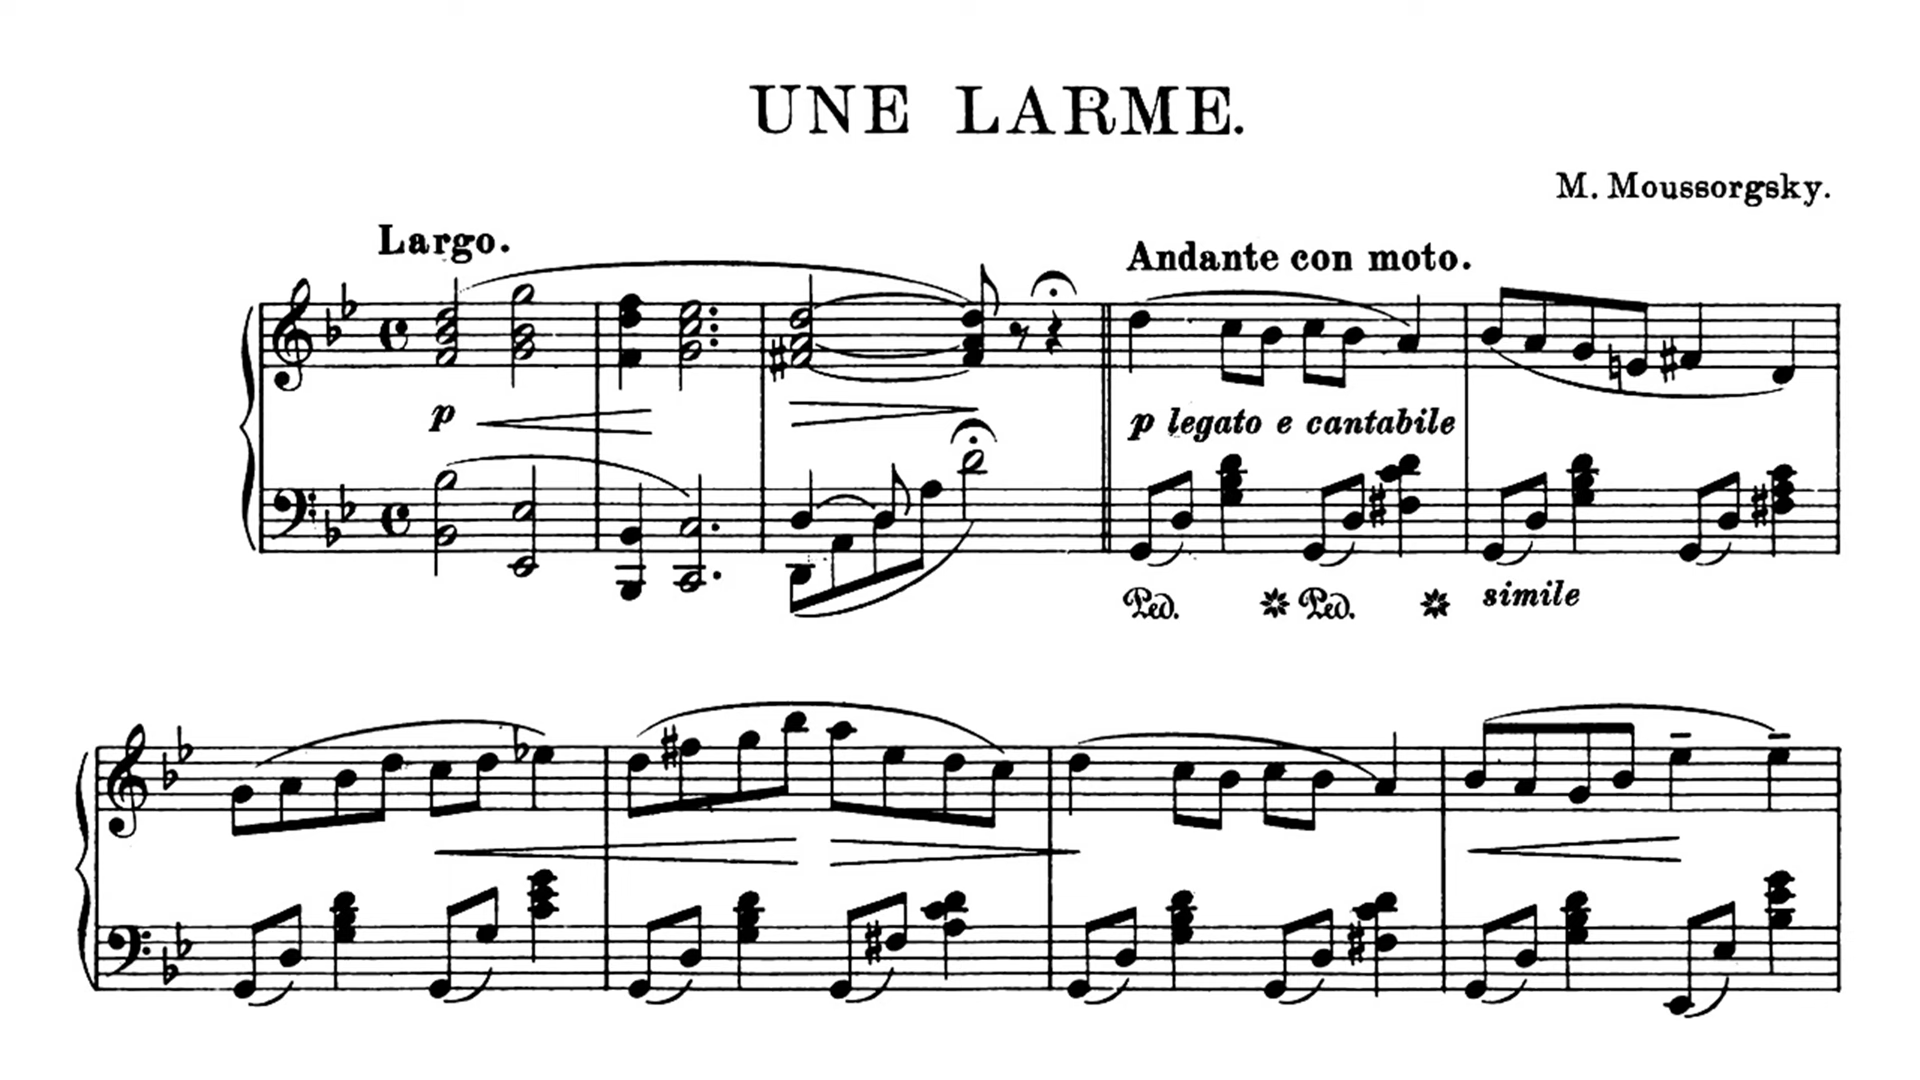 UNE LARME.
M. Moussorgsky.
Largo.
Andante con moto.
p
p legato e cantabile
Ped. Ped. simile